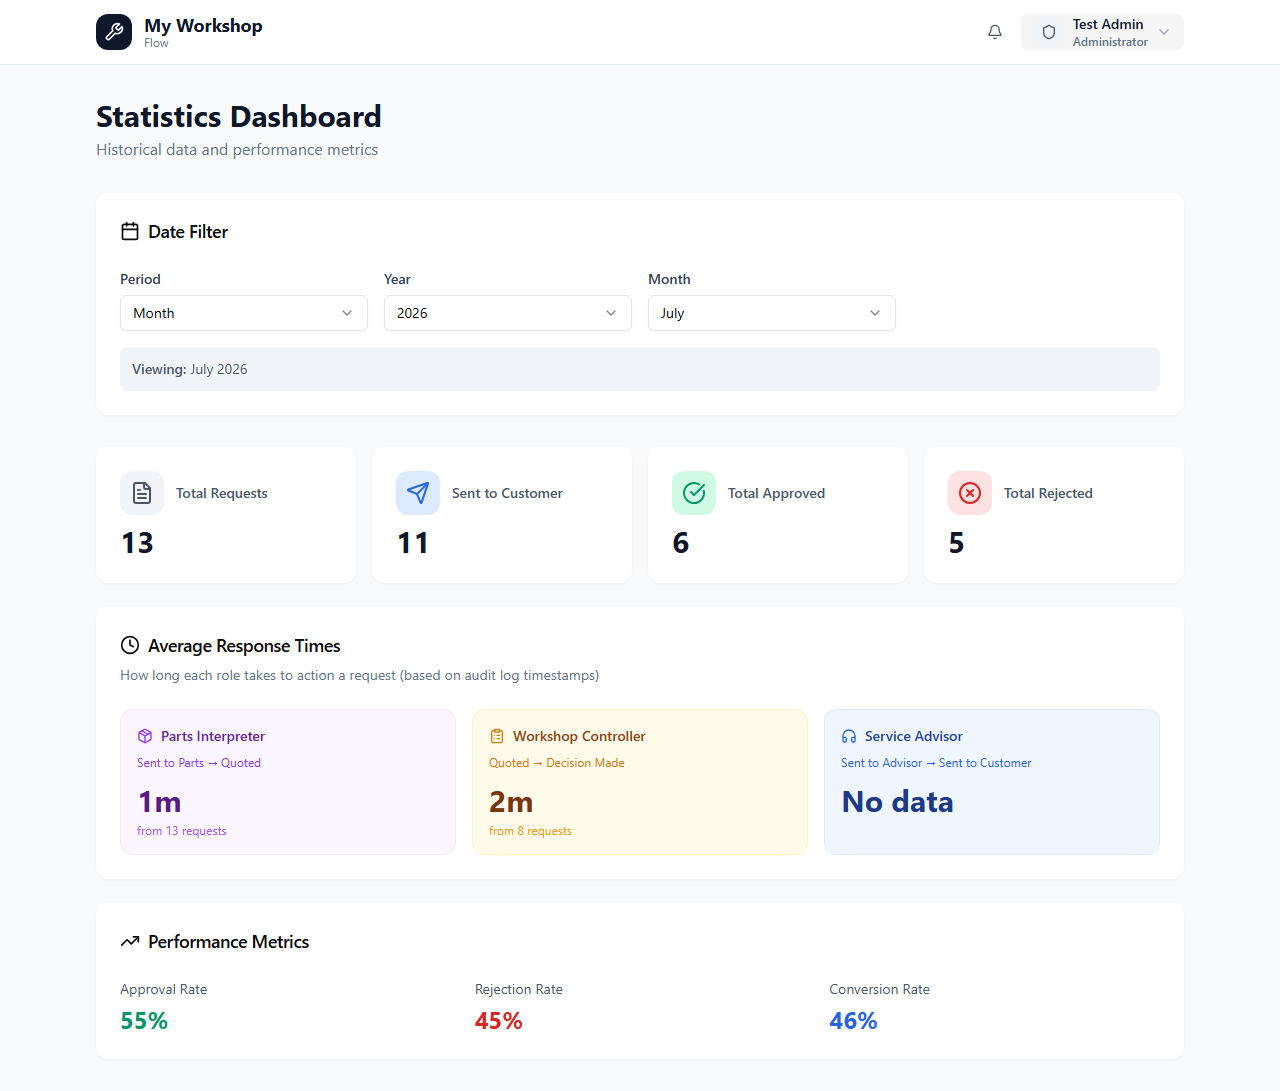 My Workshop
Flow
Test Admin
Administrator
Statistics Dashboard
Historical data and performance metrics
Date Filter
Period
Year
Month
Month
2026
July
Viewing: July 2026
Total Requests
Sent to Customer
Total Approved
Total Rejected
13
11
6
5
Average Response Times
How long each role takes to action a request (based on audit log timestamps)
Parts Interpreter
Sent to Parts → Quoted
1m
from 13 requests
Workshop Controller
Quoted → Decision Made
2m
from 8 requests
Service Advisor
Sent to Advisor → Sent to Customer
No data
Performance Metrics
Approval Rate
55%
Rejection Rate
45%
Conversion Rate
46%